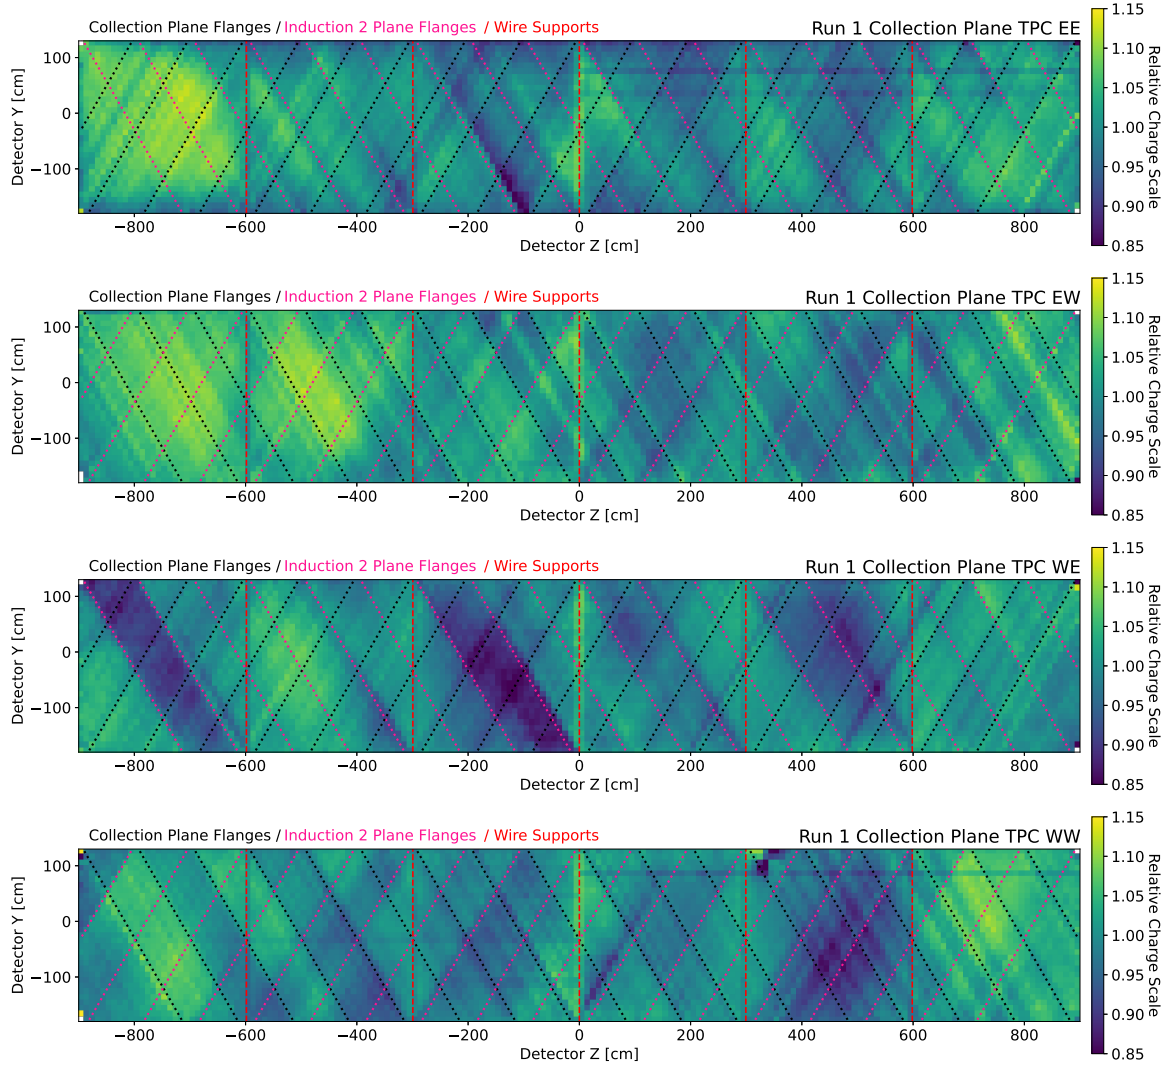 Collection Plane Flanges / Induction 2 Plane Flanges / Wire Supports Run 1 Collection Plane TPC EE
1.15
1.10
1.05
1.00
0.95
0.90
0.85
Relative Charge Scale
100
0
−100
Detector Y [cm]
−800 −600 −400 −200 0 200 400 600 800
Detector Z [cm]
Collection Plane Flanges / Induction 2 Plane Flanges / Wire Supports Run 1 Collection Plane TPC EW
1.15
1.10
1.05
1.00
0.95
0.90
0.85
Relative Charge Scale
100
0
−100
Detector Y [cm]
−800 −600 −400 −200 0 200 400 600 800
Detector Z [cm]
Collection Plane Flanges / Induction 2 Plane Flanges / Wire Supports Run 1 Collection Plane TPC WE
1.15
1.10
1.05
1.00
0.95
0.90
0.85
Relative Charge Scale
100
0
−100
Detector Y [cm]
−800 −600 −400 −200 0 200 400 600 800
Detector Z [cm]
Collection Plane Flanges / Induction 2 Plane Flanges / Wire Supports Run 1 Collection Plane TPC WW
1.15
1.10
1.05
1.00
0.95
0.90
0.85
Relative Charge Scale
100
0
−100
Detector Y [cm]
−800 −600 −400 −200 0 200 400 600 800
Detector Z [cm]